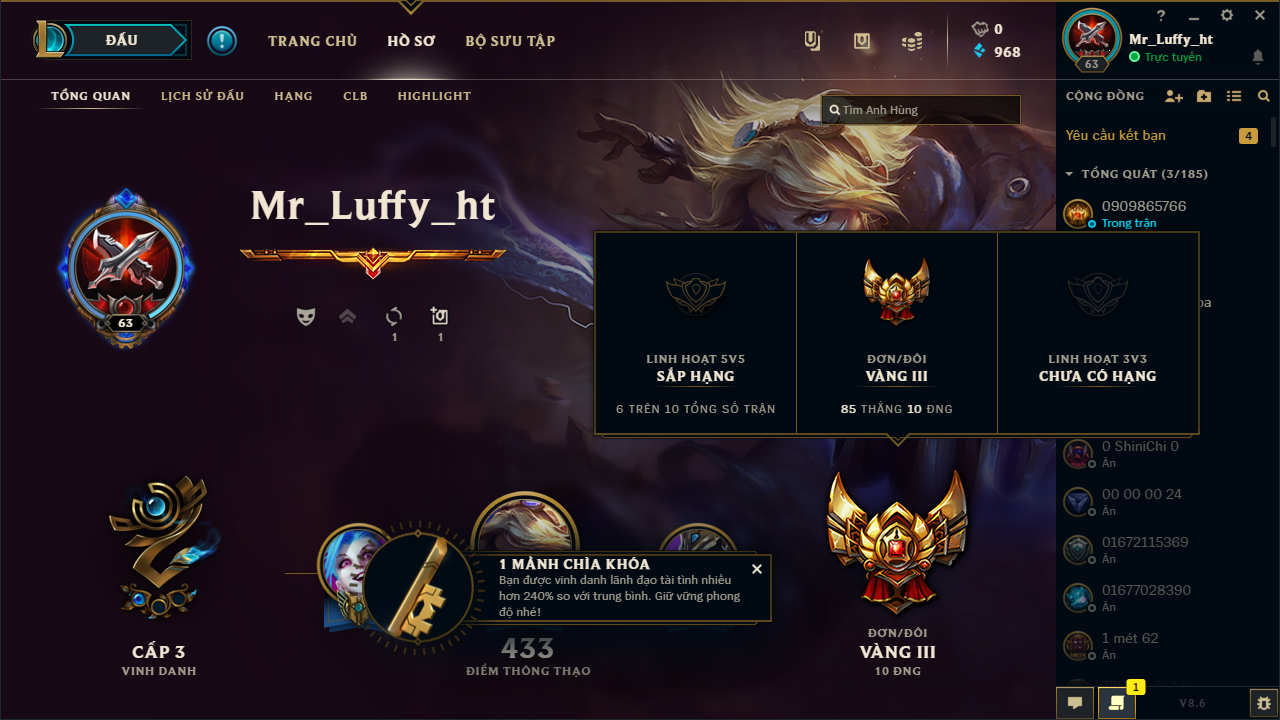 ĐẤU
TRANG CHỦ
HỒ SƠ
BỘ SƯU TẬP
0
968
?
Mr_Luffy_ht
Trực tuyến
63
TỔNG QUAN
LỊCH SỬ ĐẤU
HẠNG
CLB
HIGHLIGHT
Tìm Anh Hùng
CỘNG ĐỒNG
Yêu cầu kết bạn
4
TỔNG QUÁT (3/185)
0909865766
Trong trận
Mr_Luffy_ht
63
1
1
LINH HOẠT 5V5
SẮP HẠNG
6 TRÊN 10 TỔNG SỐ TRẬN
ĐƠN/ĐÔI
VÀNG III
85 THẮNG 10 ĐNG
LINH HOẠT 3V3
CHƯA CÓ HẠNG
0 ShiniChi 0
Ẩn
00 00 00 24
Ẩn
01672115369
Ẩn
01677028390
Ẩn
1 mét 62
Ẩn
1 MẢNH CHÌA KHÓA
Bạn được vinh danh lãnh đạo tài tình nhiều
hơn 240% so với trung bình. Giữ vững phong
độ nhé!
CẤP 3
VINH DANH
433
ĐIỂM THÔNG THẠO
ĐƠN/ĐÔI
VÀNG III
10 ĐNG
1
V8.6